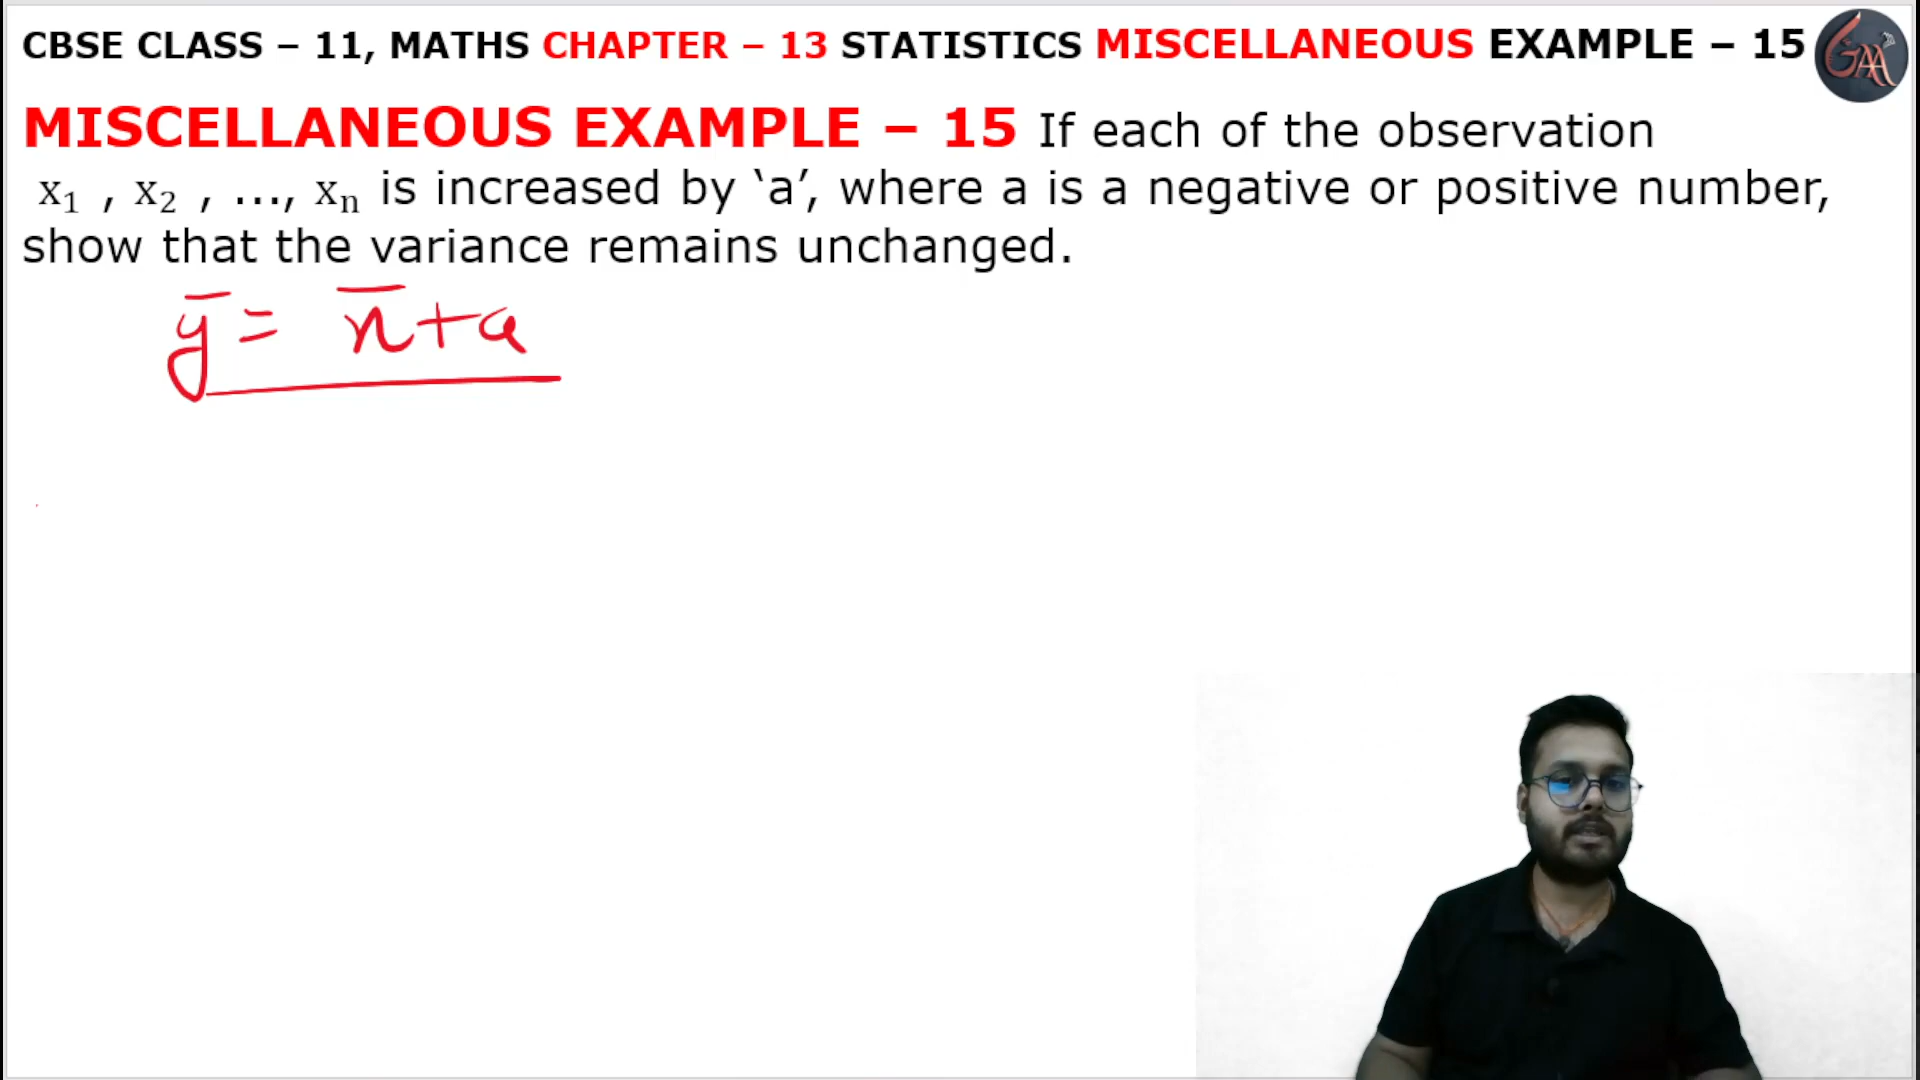 CBSE CLASS – 11, MATHS CHAPTER – 13 STATISTICS MISCELLANEOUS EXAMPLE – 15
MISCELLANEOUS EXAMPLE – 15 If each of the observation
x₁ , x₂ , ..., xₙ is increased by ‘a’, where a is a negative or positive number,
show that the variance remains unchanged.
y̅ = x̅ + a